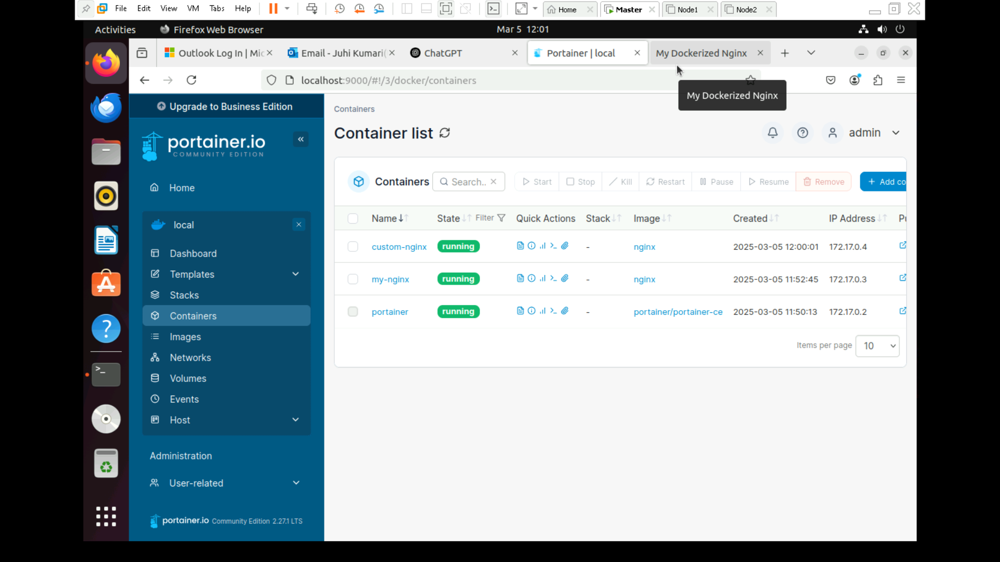 File Edit View VM Tabs Help Home Master Node1 Node2
Activities Firefox Web Browser Mar 5 12:01
Outlook Log In | Mic Email - Juhi Kumari( ChatGPT Portainer | local My Dockerized Nginx
localhost:9000/#!/3/docker/containers
My Dockerized Nginx
Upgrade to Business Edition
portainer.io
COMMUNITY EDITION
Home
local
Dashboard
Templates
Stacks
Containers
Images
Networks
Volumes
Events
Host
Administration
User-related
portainer.io Community Edition 2.27.1 LTS
Containers
Container list
admin
Containers Search.. Start Stop Kill Restart Pause Resume Remove + Add co
Name State Filter Quick Actions Stack Image Created IP Address
custom-nginx running - nginx 2025-03-05 12:00:01 172.17.0.4
my-nginx running - nginx 2025-03-05 11:52:45 172.17.0.3
portainer running - portainer/portainer-ce 2025-03-05 11:50:13 172.17.0.2
Items per page 10